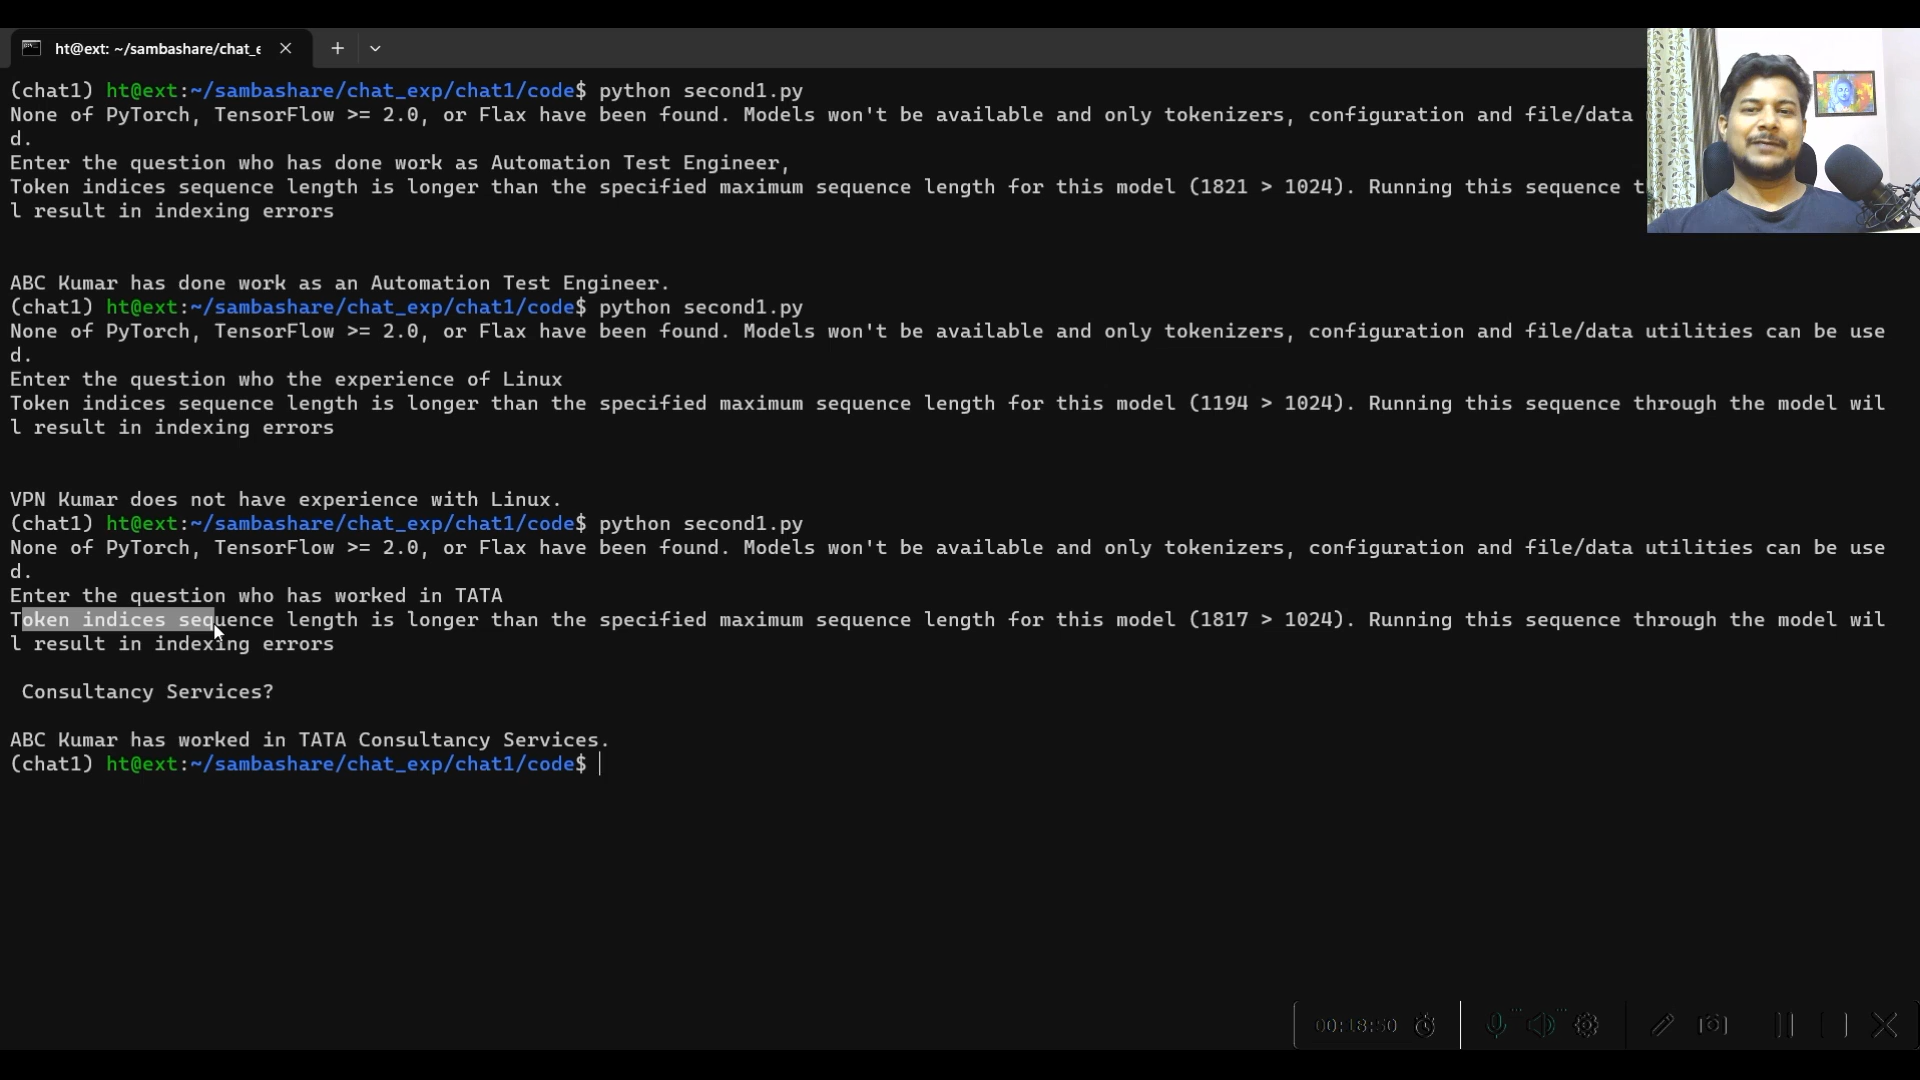 ht@ext: ~/sambashare/chat_e
(chat1) ht@ext:~/sambashare/chat_exp/chat1/code$ python second1.py
None of PyTorch, TensorFlow >= 2.0, or Flax have been found. Models won't be available and only tokenizers, configuration and file/data
d.
Enter the question who has done work as Automation Test Engineer,
Token indices sequence length is longer than the specified maximum sequence length for this model (1821 > 1024). Running this sequence t
l result in indexing errors
ABC Kumar has done work as an Automation Test Engineer.
(chat1) ht@ext:~/sambashare/chat_exp/chat1/code$ python second1.py
None of PyTorch, TensorFlow >= 2.0, or Flax have been found. Models won't be available and only tokenizers, configuration and file/data utilities can be use
d.
Enter the question who the experience of Linux
Token indices sequence length is longer than the specified maximum sequence length for this model (1194 > 1024). Running this sequence through the model wil
l result in indexing errors
VPN Kumar does not have experience with Linux.
(chat1) ht@ext:~/sambashare/chat_exp/chat1/code$ python second1.py
None of PyTorch, TensorFlow >= 2.0, or Flax have been found. Models won't be available and only tokenizers, configuration and file/data utilities can be use
d.
Enter the question who has worked in TATA
Token indices sequence length is longer than the specified maximum sequence length for this model (1817 > 1024). Running this sequence through the model wil
l result in indexing errors
Consultancy Services?
ABC Kumar has worked in TATA Consultancy Services.
(chat1) ht@ext:~/sambashare/chat_exp/chat1/code$
00:18:50